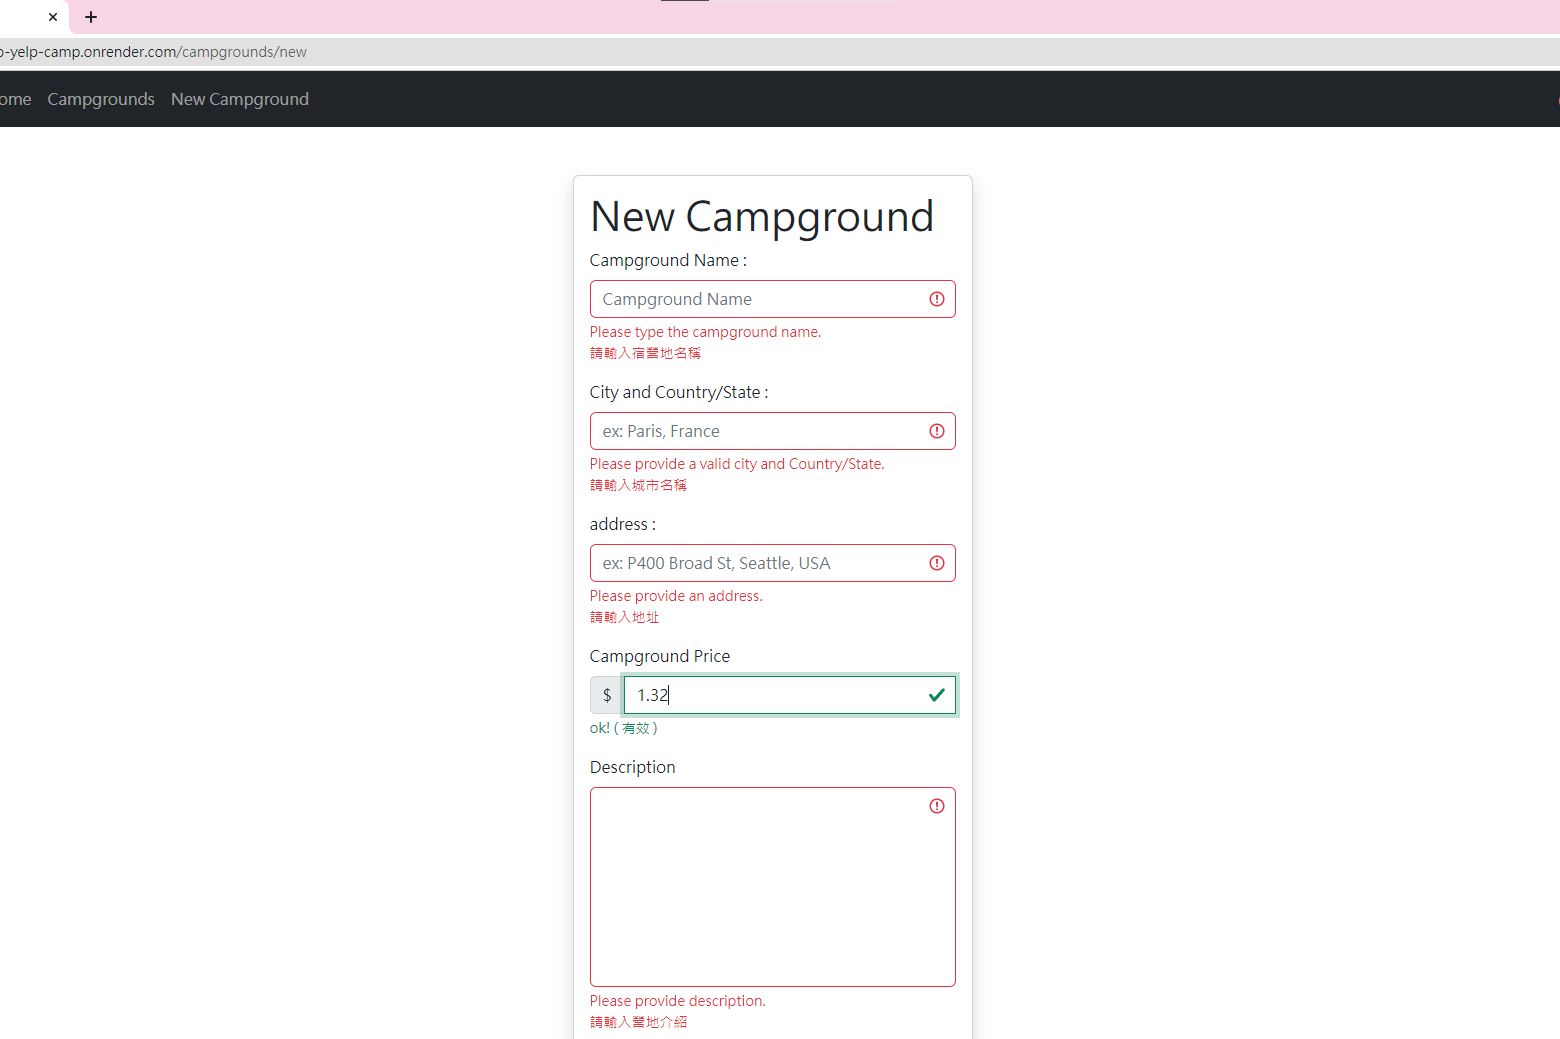 -yelp-camp.onrender.com/campgrounds/new
ome Campgrounds New Campground
New Campground
Campground Name :
Campground Name
Please type the campground name.
請輸入宿營地名稱
City and Country/State :
ex: Paris, France
Please provide a valid city and Country/State.
請輸入城市名稱
address :
ex: P400 Broad St, Seattle, USA
Please provide an address.
請輸入地址
Campground Price
$ 1.32
ok! ( 有效 )
Description
Please provide description.
請輸入營地介紹